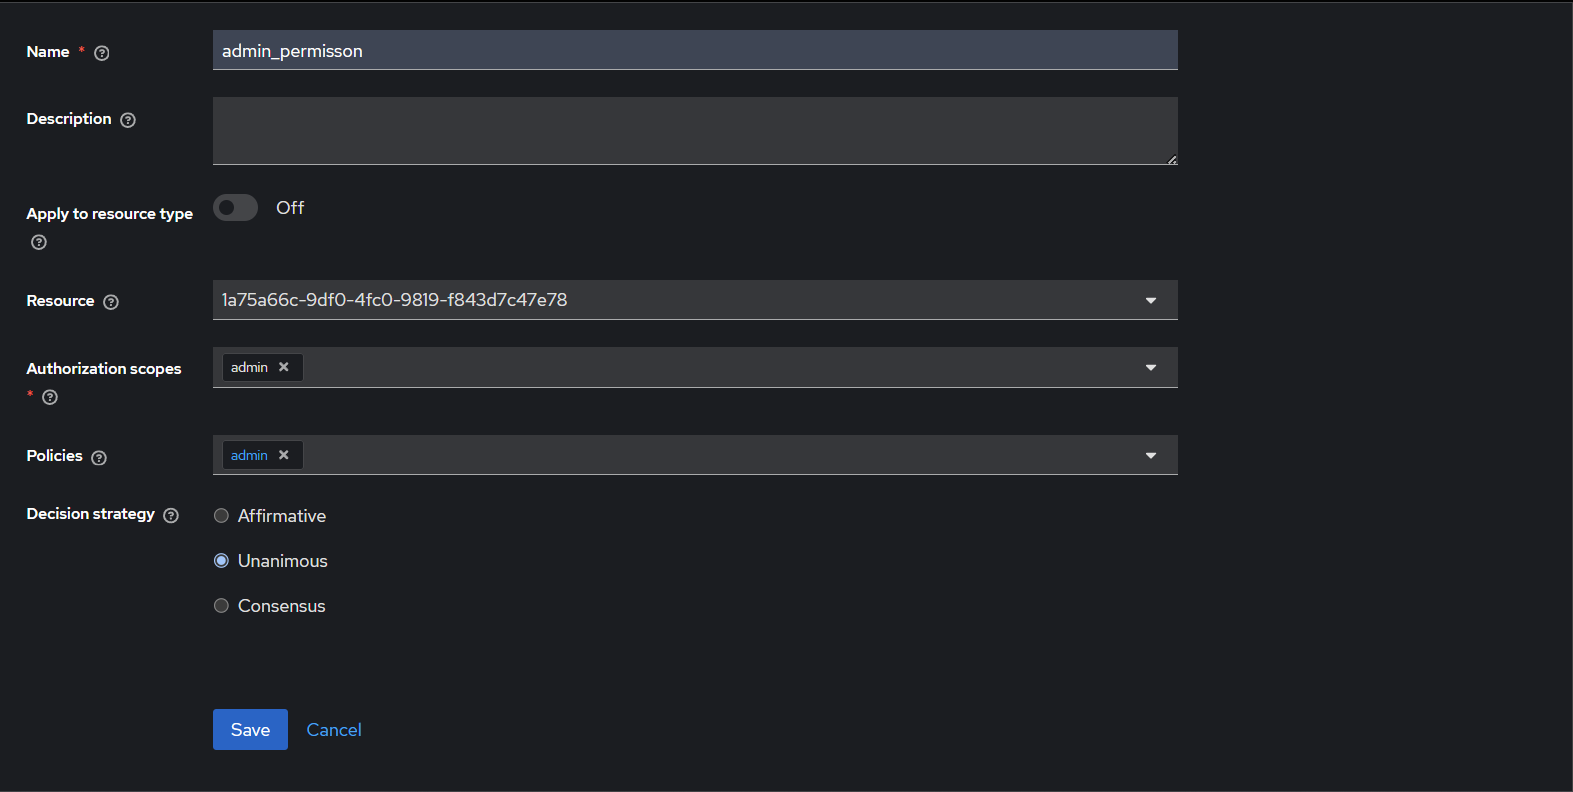 Name *
admin_permisson
Description
Apply to resource type
Off
Resource
1a75a66c-9df0-4fc0-9819-f843d7c47e78
Authorization scopes
*
admin
Policies
admin
Decision strategy
Affirmative
Unanimous
Consensus
Save Cancel